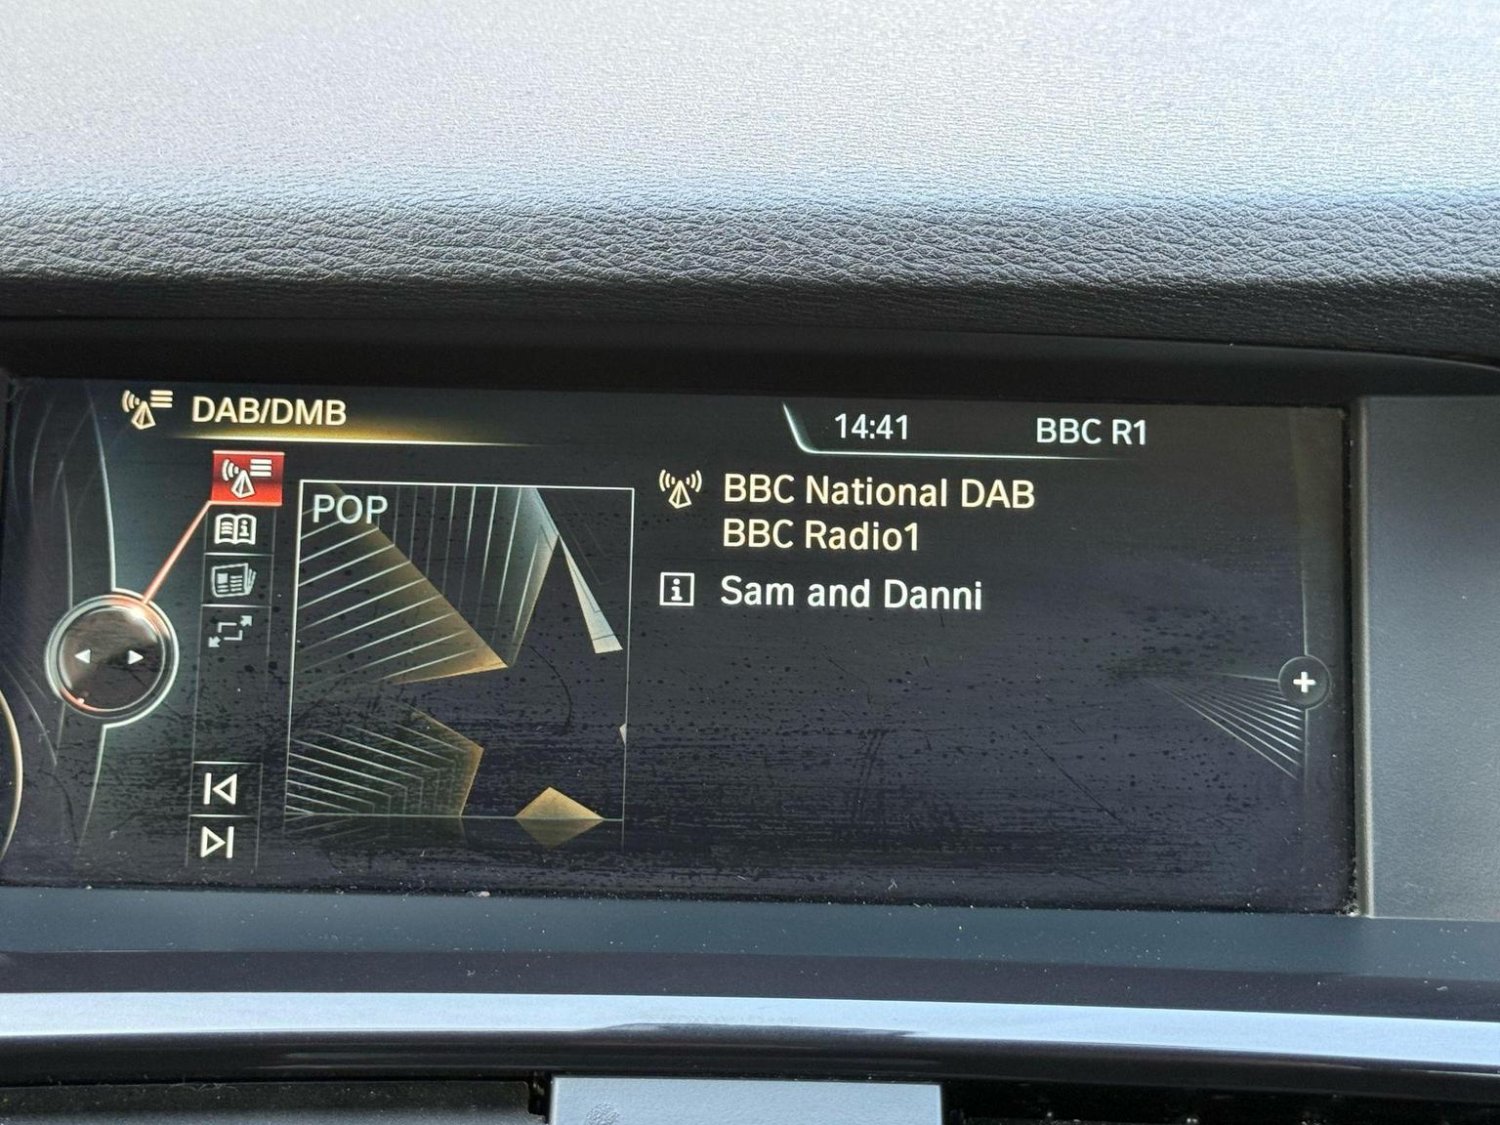 DAB/DMB
14:41
BBC R1
POP
BBC National DAB
BBC Radio1
Sam and Danni